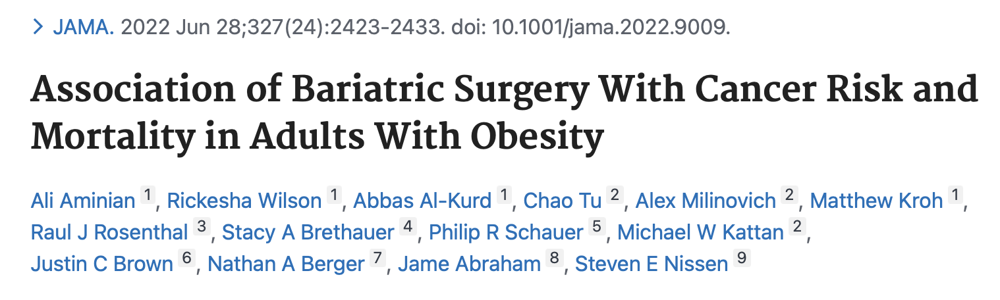 > JAMA. 2022 Jun 28;327(24):2423-2433. doi: 10.1001/jama.2022.9009.
Association of Bariatric Surgery With Cancer Risk and
Mortality in Adults With Obesity
Ali Aminian 1, Rickesha Wilson 1, Abbas Al-Kurd 1, Chao Tu 2, Alex Milinovich 2, Matthew Kroh 1,
Raul J Rosenthal 3, Stacy A Brethauer 4, Philip R Schauer 5, Michael W Kattan 2,
Justin C Brown 6, Nathan A Berger 7, Jame Abraham 8, Steven E Nissen 9